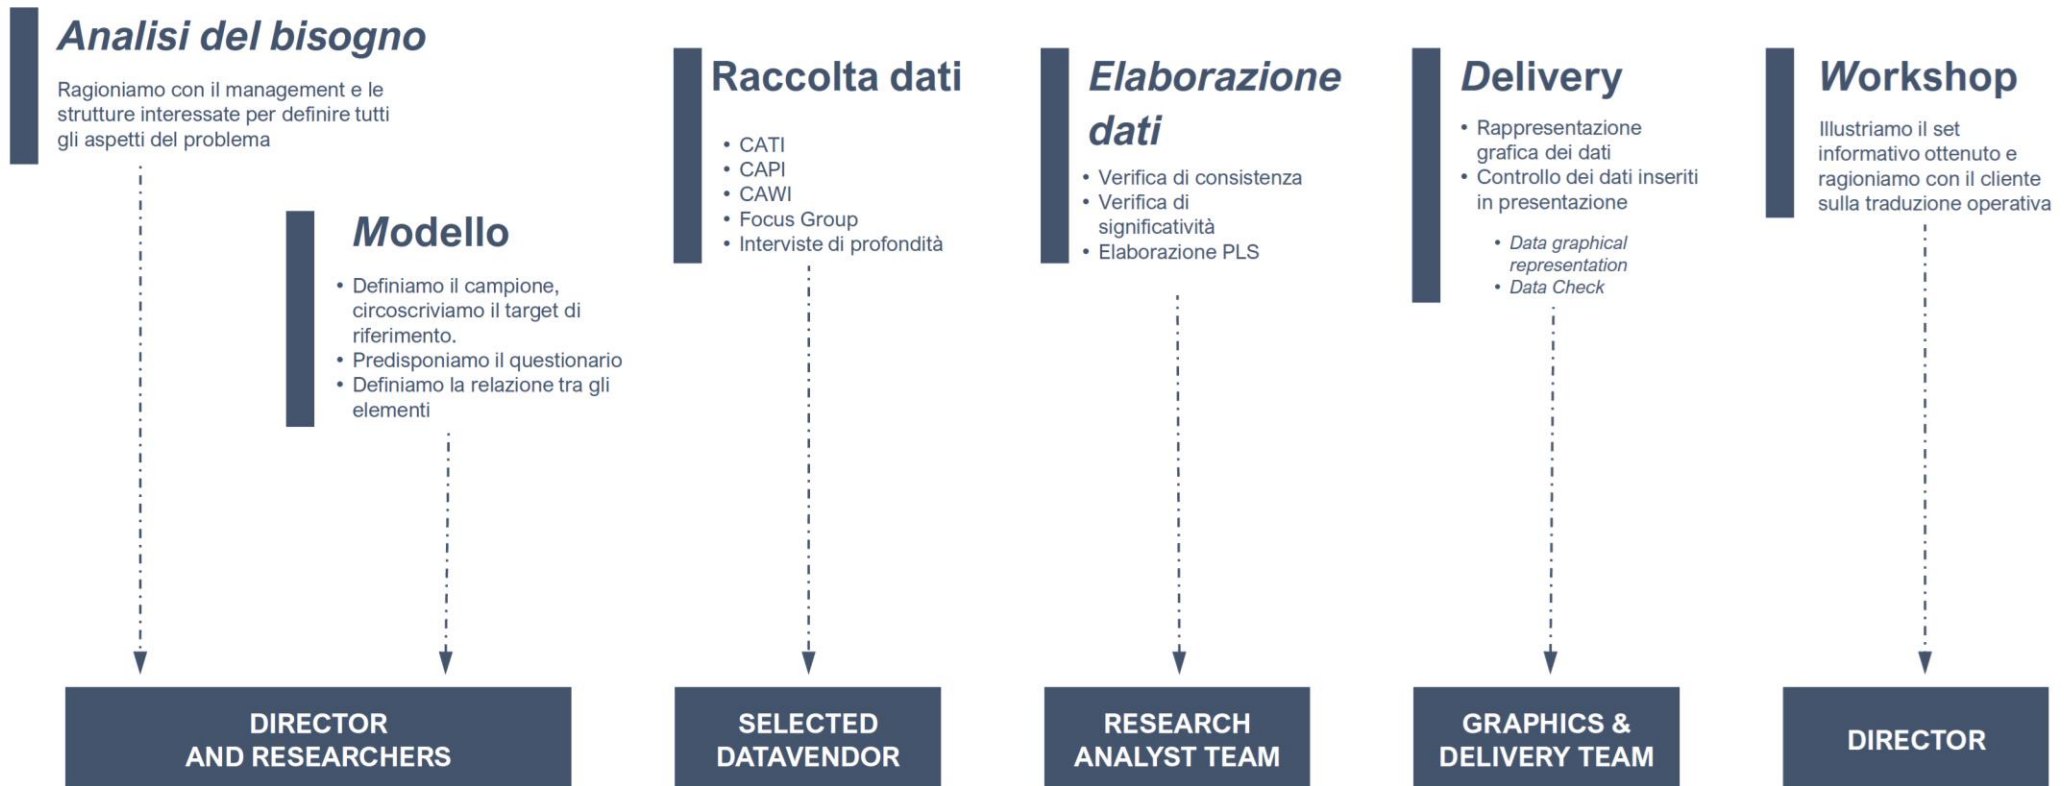 Analisi del bisogno
Ragioniamo con il management e le
strutture interessate per definire tutti
gli aspetti del problema
Modello
• Definiamo il campione,
circoscriviamo il target di
riferimento.
• Predisponiamo il questionario
• Definiamo la relazione tra gli
elementi
Raccolta dati
• CATI
• CAPI
• CAWI
• Focus Group
• Interviste di profondità
Elaborazione
dati
• Verifica di consistenza
• Verifica di
significatività
• Elaborazione PLS
Delivery
• Rappresentazione
grafica dei dati
• Controllo dei dati inseriti
in presentazione
• Data graphical
representation
• Data Check
Workshop
Illustriamo il set
informativo ottenuto e
ragioniamo con il cliente
sulla traduzione operativa
DIRECTOR
AND RESEARCHERS
SELECTED
DATAVENDOR
RESEARCH
ANALYST TEAM
GRAPHICS &
DELIVERY TEAM
DIRECTOR